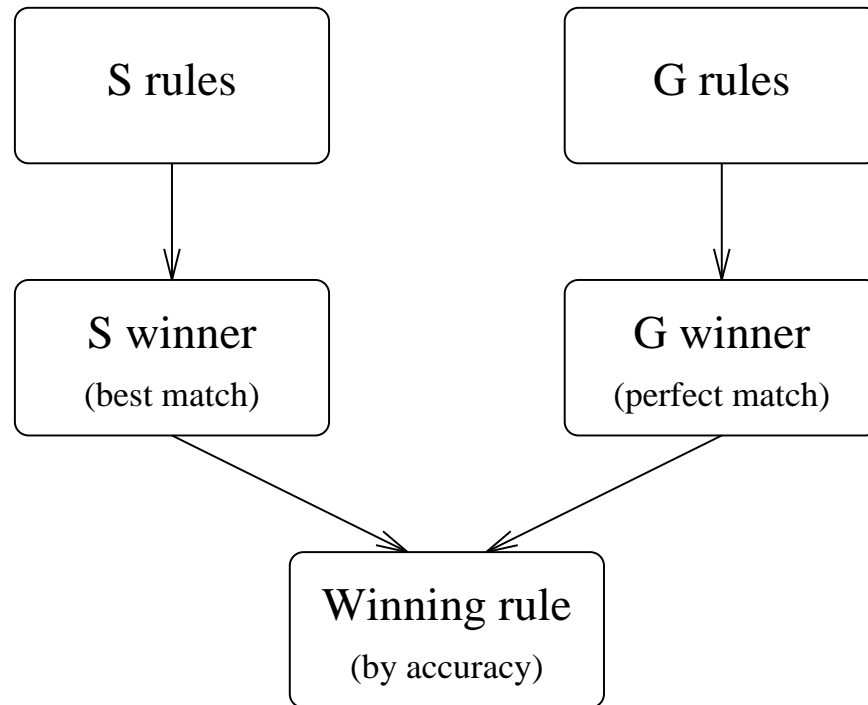 S rules
G rules
S winner
(best match)
G winner
(perfect match)
Winning rule
(by accuracy)